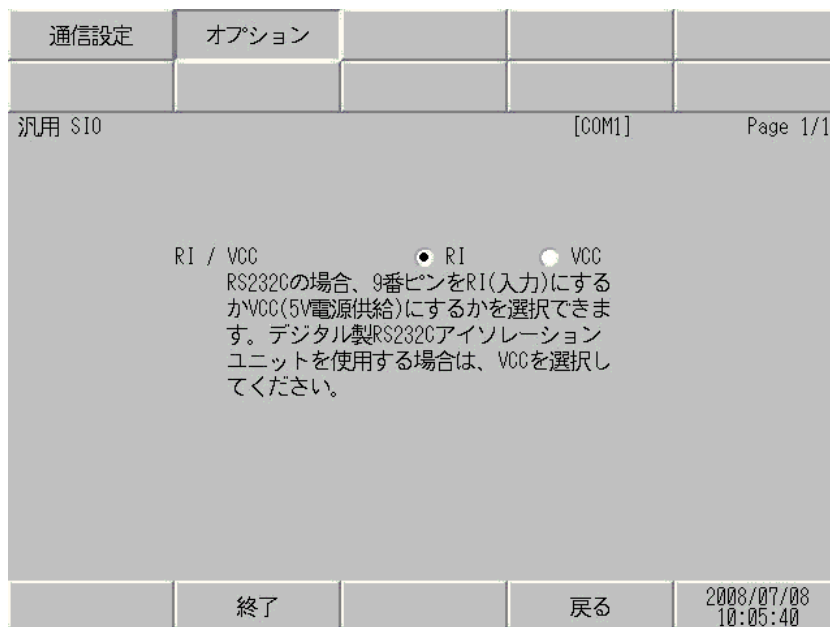 通信設定 オプション
汎用 SIO [COM1] Page 1/1
RI / VCC RI VCC
RS232Cの場合、9番ピンをRI(入力)にする
かVCC(5V電源供給)にするかを選択できま
す。デジタル製RS232Cアイソレーション
ユニットを使用する場合は、VCCを選択し
てください。
終了 戻る 2008/07/08
10:05:40